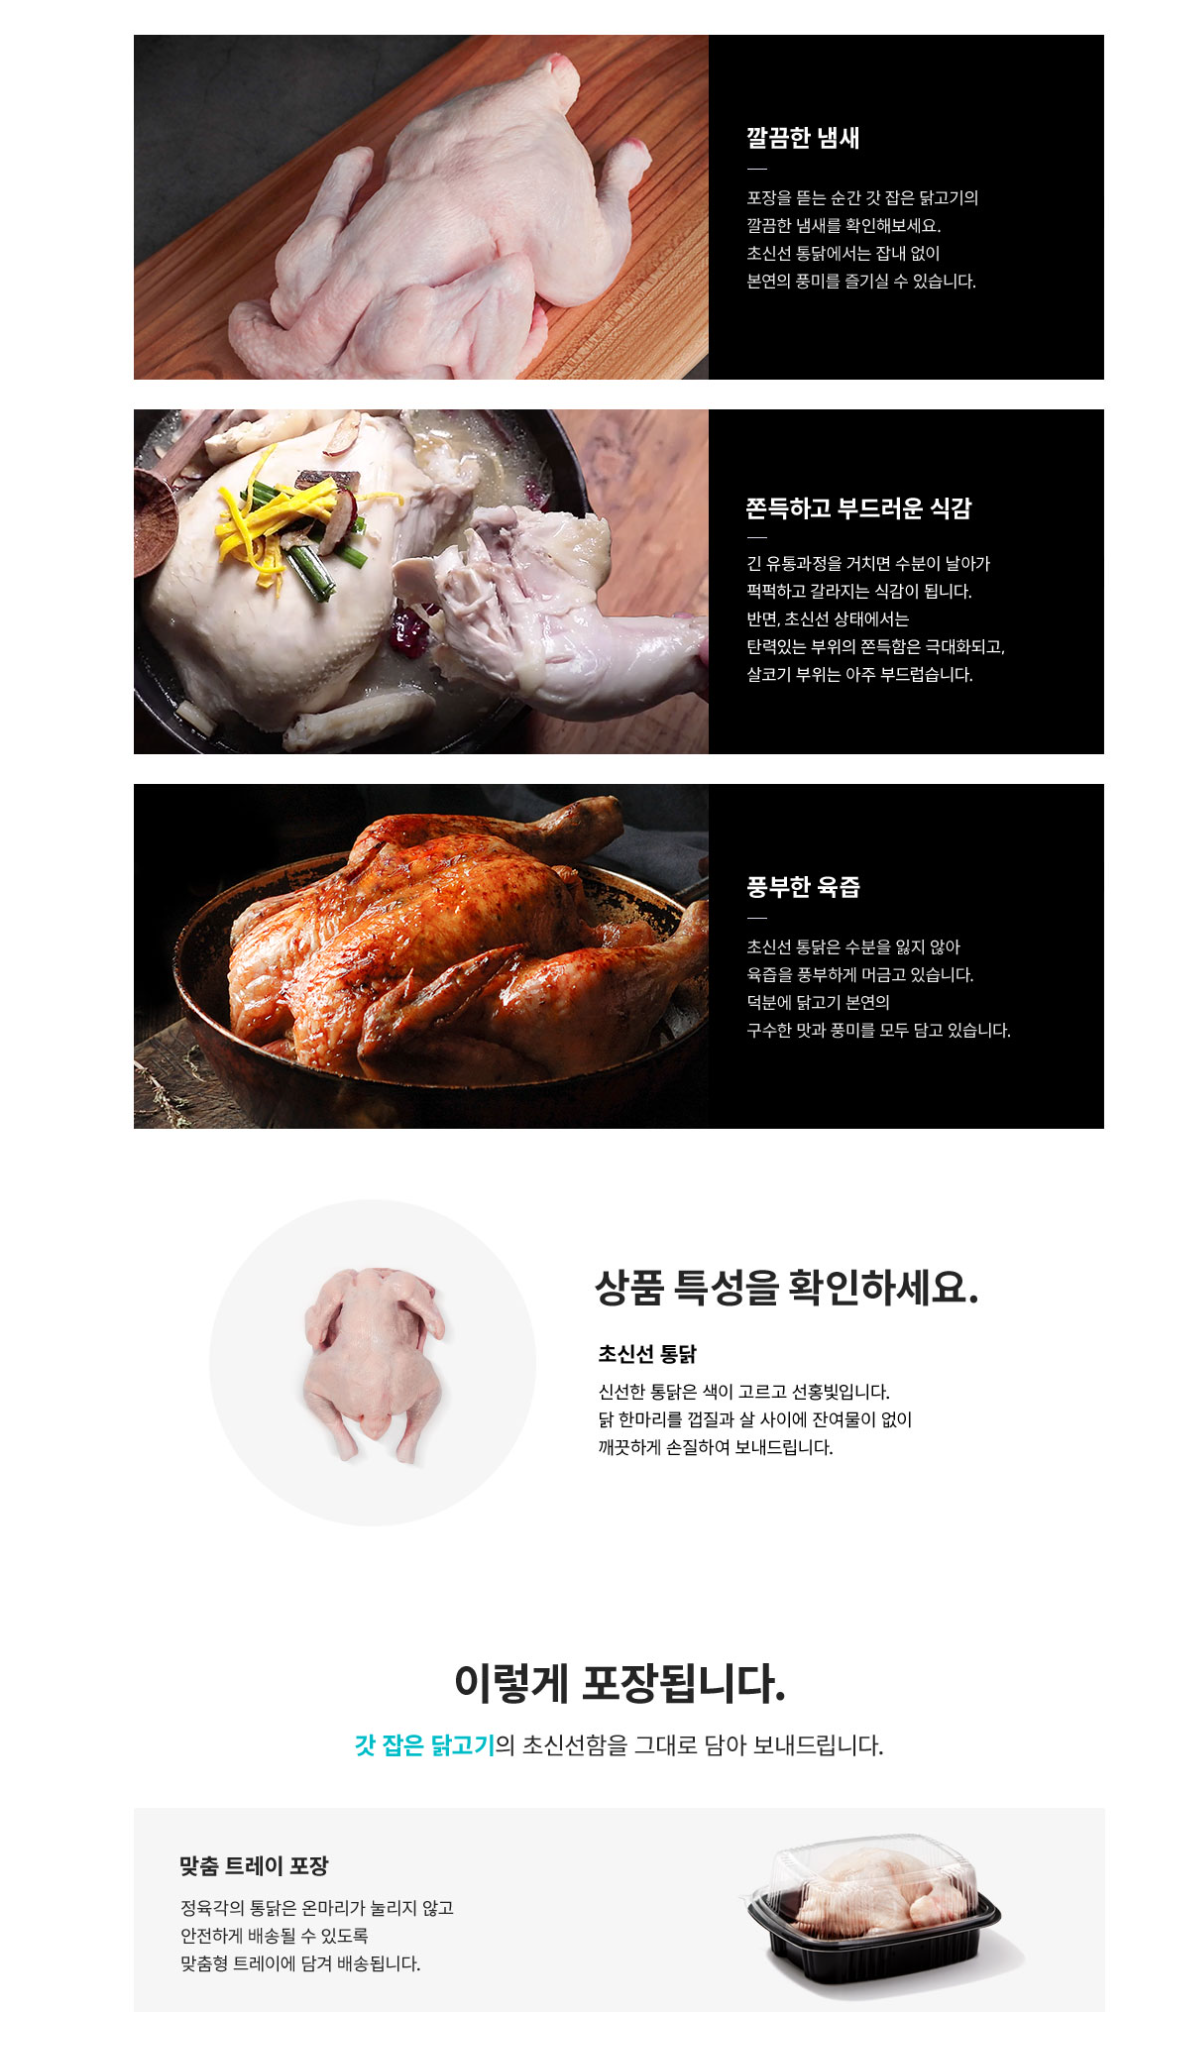 깔끔한 냄새
포장을 뜯는 순간 갓 잡은 닭고기의
깔끔한 냄새를 확인해보세요.
초신선 통닭에서는 잡내 없이
본연의 풍미를 즐기실 수 있습니다.
쫀득하고 부드러운 식감
긴 유통과정을 거치면 수분이 날아가
퍽퍽하고 갈라지는 식감이 됩니다.
반면, 초신선 상태에서는
탄력있는 부위의 쫀득함은 극대화되고,
살코기 부위는 아주 부드럽습니다.
풍부한 육즙
초신선 통닭은 수분을 잃지 않아
육즙을 풍부하게 머금고 있습니다.
덕분에 닭고기 본연의
구수한 맛과 풍미를 모두 담고 있습니다.
상품 특성을 확인하세요.
초신선 통닭
신선한 통닭은 색이 고르고 선홍빛입니다.
닭 한마리를 껍질과 살 사이에 잔여물이 없이
깨끗하게 손질하여 보내드립니다.
이렇게 포장됩니다.
갓 잡은 닭고기의 초신선함을 그대로 담아 보내드립니다.
맞춤 트레이 포장
정육각의 통닭은 온마리가 눌리지 않고
안전하게 배송될 수 있도록
맞춤형 트레이에 담겨 배송됩니다.